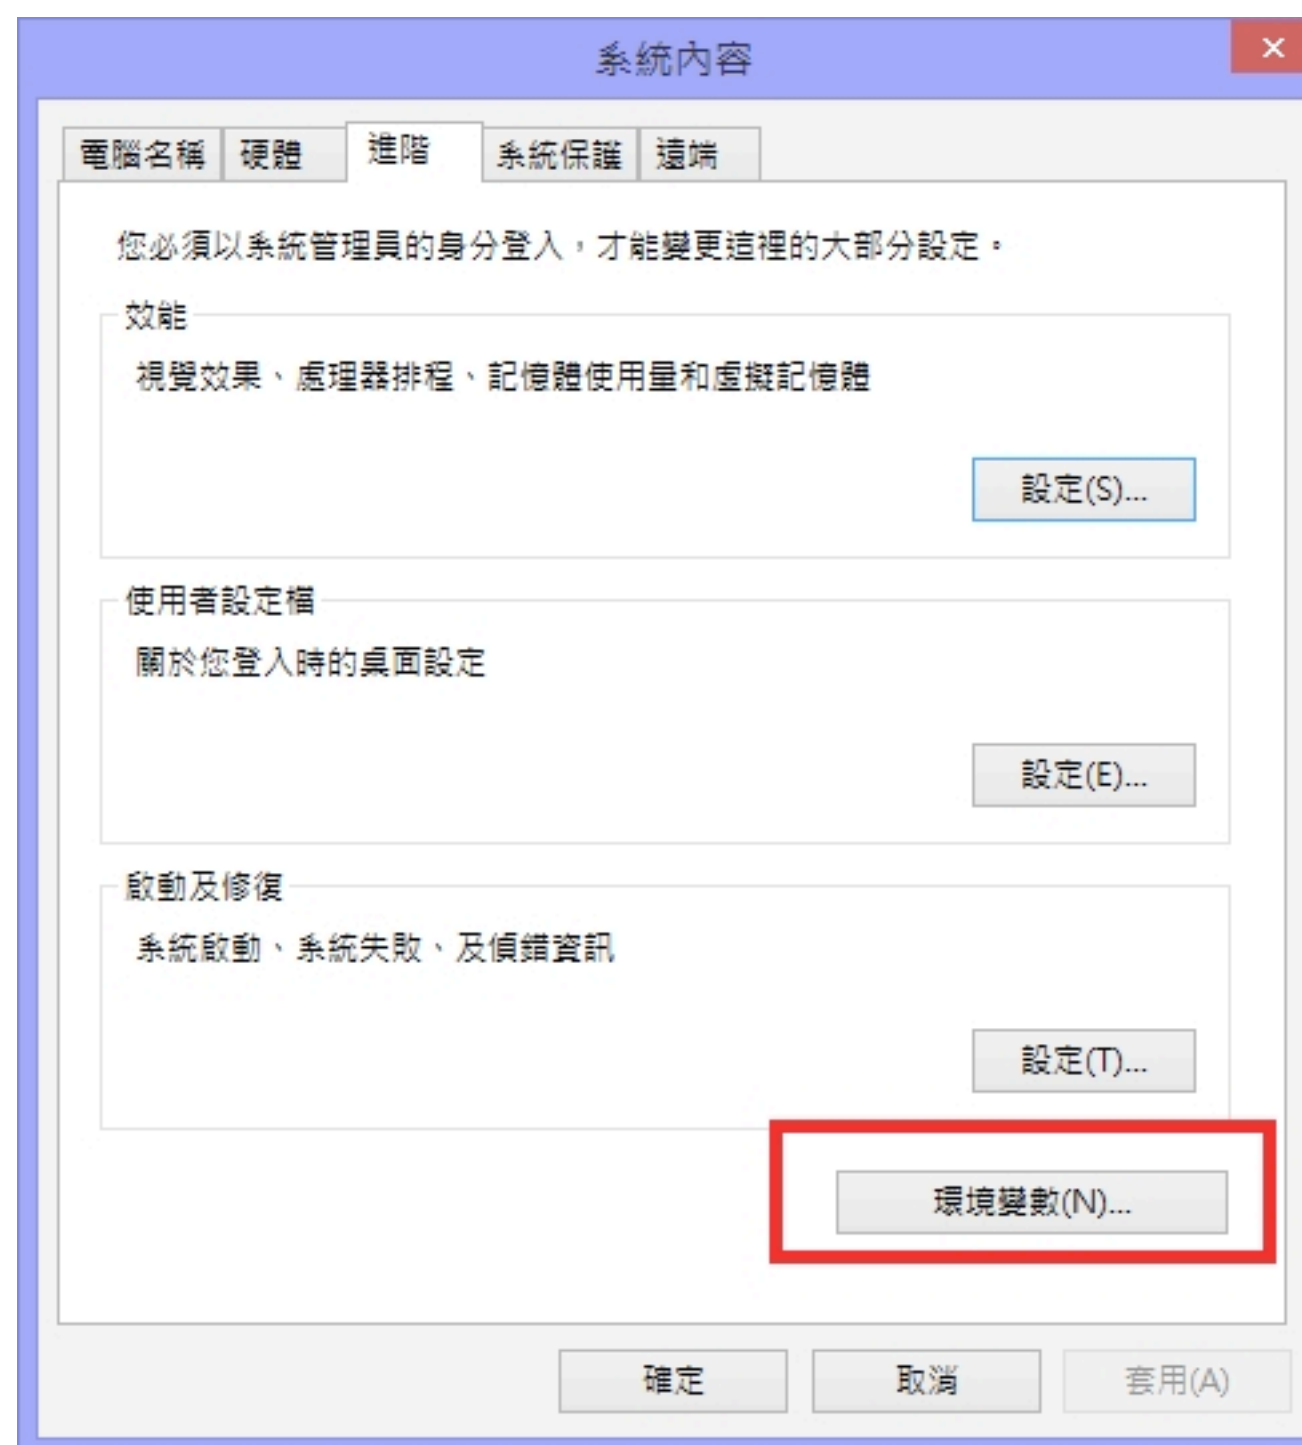 系統內容
電腦名稱 硬體 進階 系統保護 遠端
您必須以系統管理員的身分登入，才能變更這裡的大部分設定。
效能
視覺效果、處理器排程、記憶體使用量和虛擬記憶體
設定(S)...
使用者設定檔
關於您登入時的桌面設定
設定(E)...
啟動及修復
系統啟動、系統失敗、及偵錯資訊
設定(T)...
環境變數(N)...
確定 取消 套用(A)